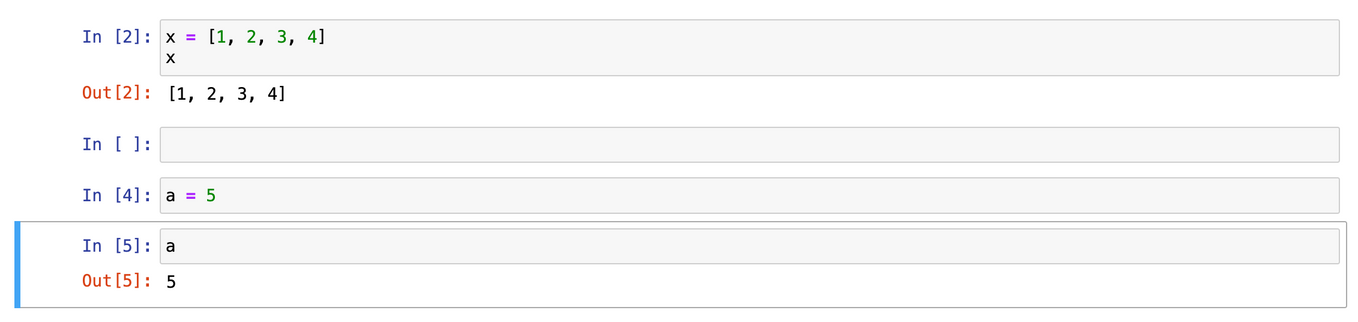 In [2]: x = [1, 2, 3, 4]
x
Out[2]: [1, 2, 3, 4]
In [ ]:
In [4]: a = 5
In [5]: a
Out[5]: 5